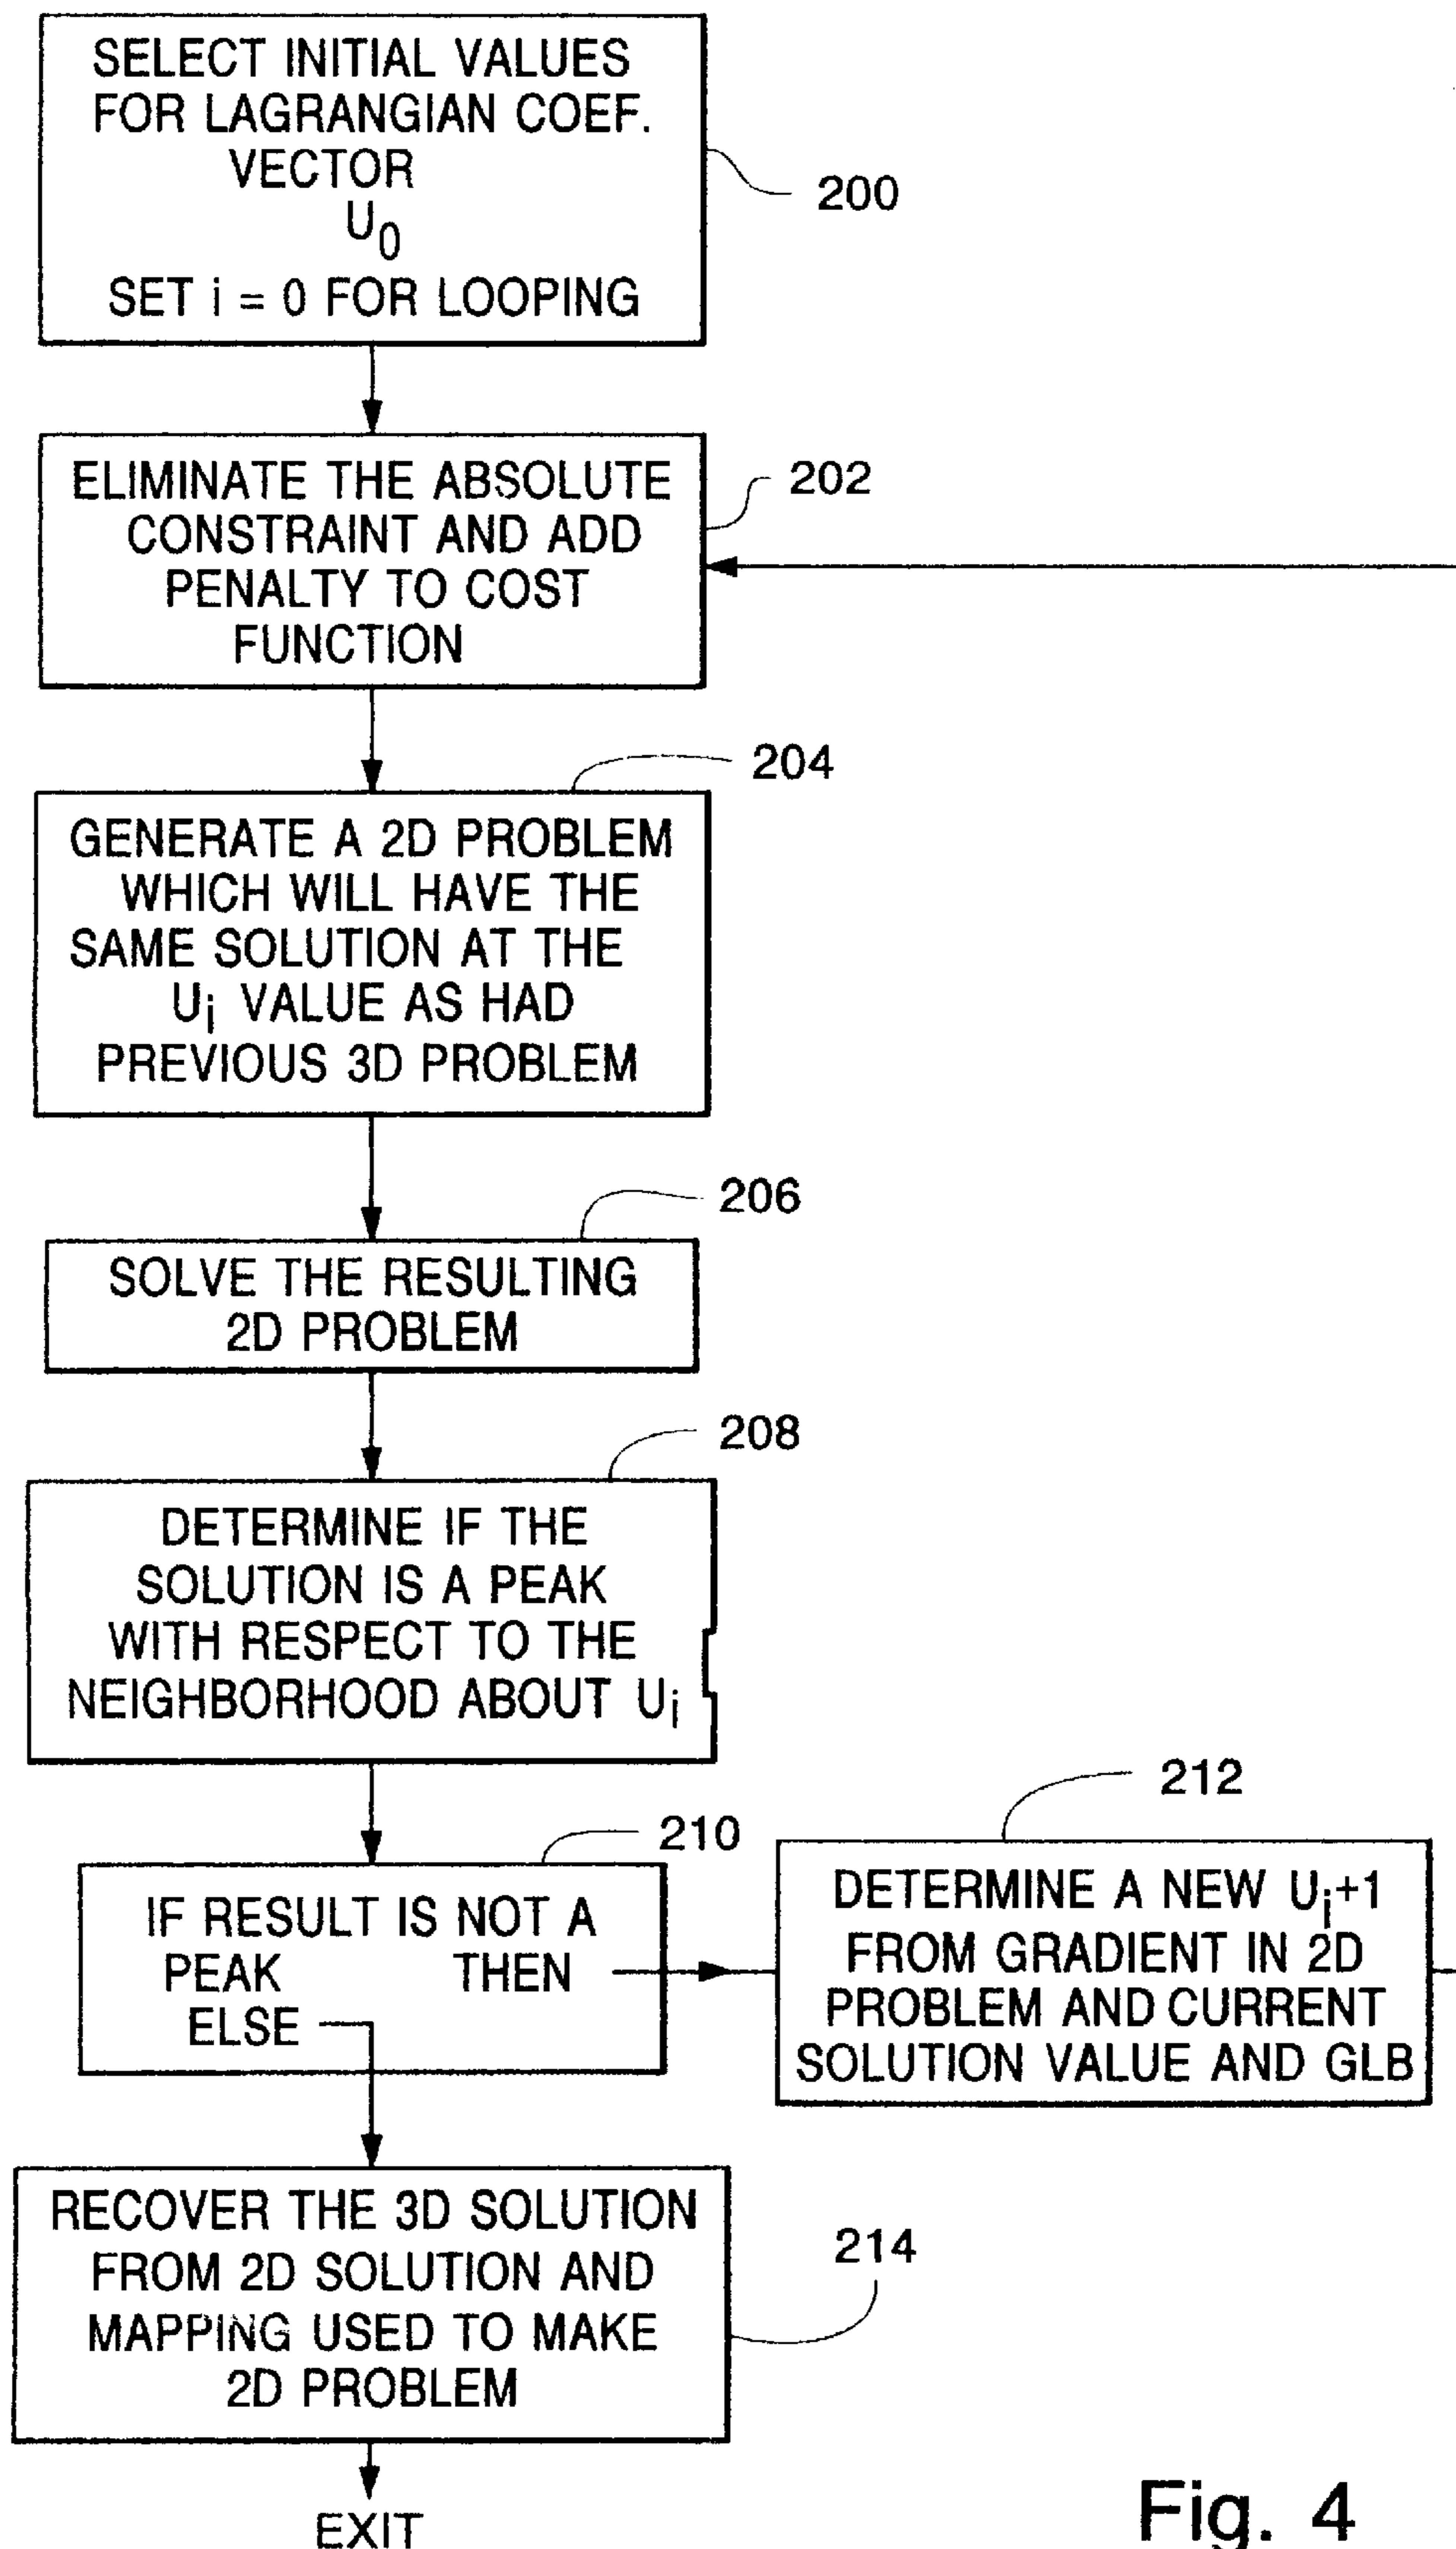 SELECT INITIAL VALUES
FOR LAGRANGIAN COEF.
VECTOR
U0
SET i = 0 FOR LOOPING
200
ELIMINATE THE ABSOLUTE
CONSTRAINT AND ADD
PENALTY TO COST
FUNCTION
202
204
GENERATE A 2D PROBLEM
WHICH WILL HAVE THE
SAME SOLUTION AT THE
Ui VALUE AS HAD
PREVIOUS 3D PROBLEM
206
SOLVE THE RESULTING
2D PROBLEM
208
DETERMINE IF THE
SOLUTION IS A PEAK
WITH RESPECT TO THE
NEIGHBORHOOD ABOUT Ui
210
IF RESULT IS NOT A
PEAK THEN
ELSE
212
DETERMINE A NEW Ui+1
FROM GRADIENT IN 2D
PROBLEM AND CURRENT
SOLUTION VALUE AND GLB
RECOVER THE 3D SOLUTION
FROM 2D SOLUTION AND
MAPPING USED TO MAKE
2D PROBLEM
214
EXIT
Fig. 4